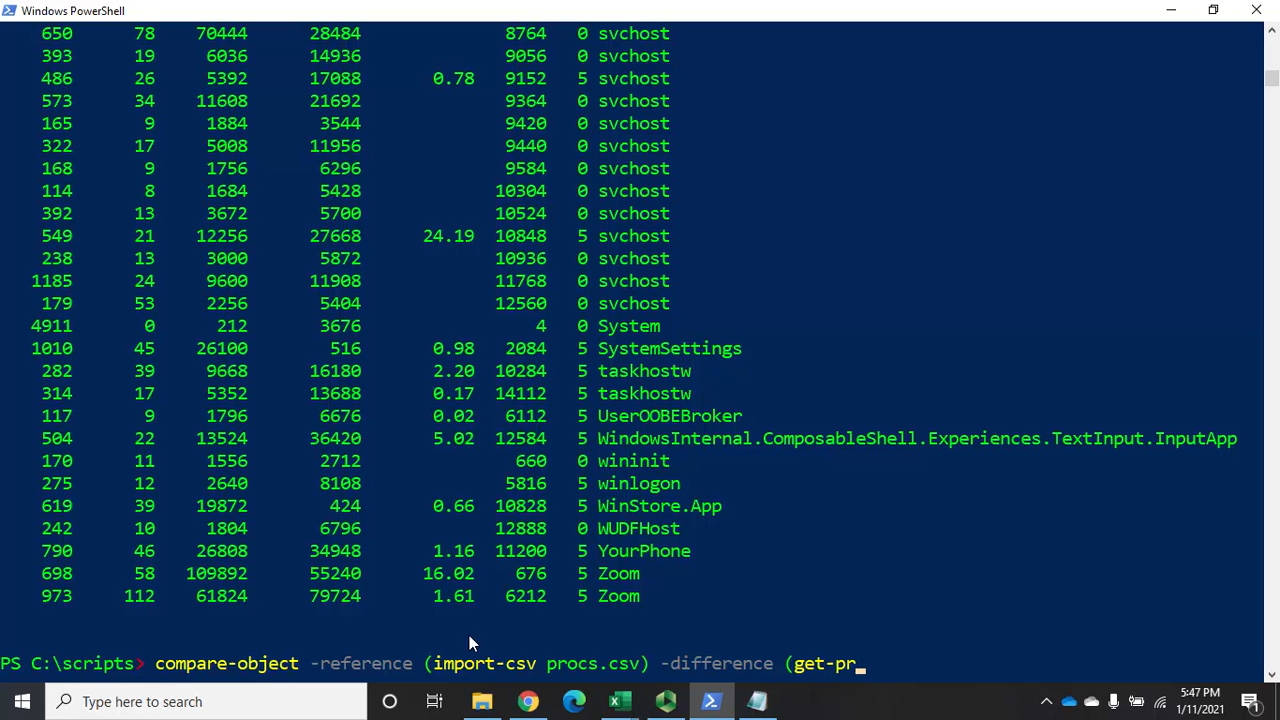 Windows PowerShell
650 78 70444 28484 8764 0 svchost
393 19 6036 14936 9056 0 svchost
486 26 5392 17088 0.78 9152 5 svchost
573 34 11608 21692 9364 0 svchost
165 9 1884 3544 9420 0 svchost
322 17 5008 11956 9440 0 svchost
168 9 1756 6296 9584 0 svchost
114 8 1684 5428 10304 0 svchost
392 13 3672 5700 10524 0 svchost
549 21 12256 27668 24.19 10848 5 svchost
238 13 3000 5872 10936 0 svchost
1185 24 9600 11908 11768 0 svchost
179 53 2256 5404 12560 0 svchost
4911 0 212 3676 4 0 System
1010 45 26100 516 0.98 2084 5 SystemSettings
282 39 9668 16180 2.20 10284 5 taskhostw
314 17 5352 13688 0.17 14112 5 taskhostw
117 9 1796 6676 0.02 6112 5 UserOOBEBroker
504 22 13524 36420 5.02 12584 5 WindowsInternal.ComposableShell.Experiences.TextInput.InputApp
170 11 1556 2712 660 0 wininit
275 12 2640 8108 5816 5 winlogon
619 39 19872 424 0.66 10828 5 WinStore.App
242 10 1804 6796 12888 0 WUDFHost
790 46 26808 34948 1.16 11200 5 YourPhone
698 58 109892 55240 16.02 676 5 Zoom
973 112 61824 79724 1.61 6212 5 Zoom
PS C:\scripts> compare-object -reference (import-csv procs.csv) -difference (get-pr_
Type here to search
5:47 PM
1/11/2021
1